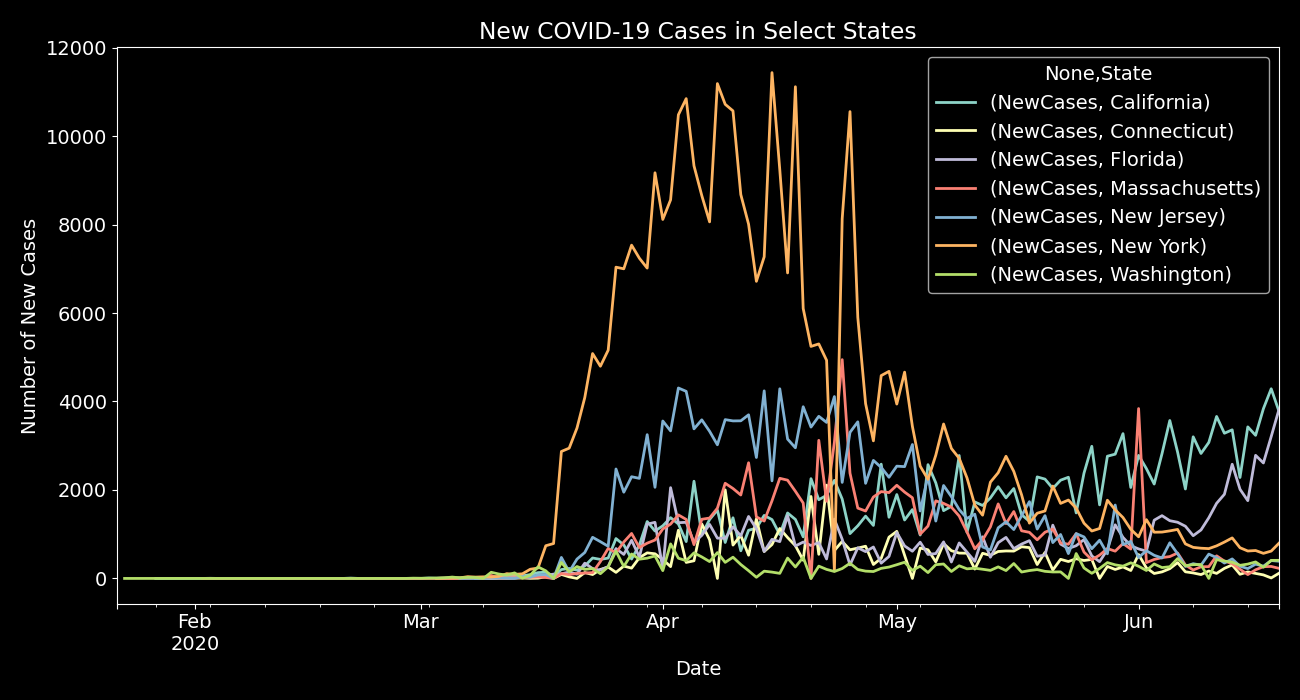 New COVID-19 Cases in Select States
12000
10000
8000
6000
4000
2000
0
Number of New Cases
None,State
(NewCases, California)
(NewCases, Connecticut)
(NewCases, Florida)
(NewCases, Massachusetts)
(NewCases, New Jersey)
(NewCases, New York)
(NewCases, Washington)
Feb Mar Apr May Jun
2020
Date